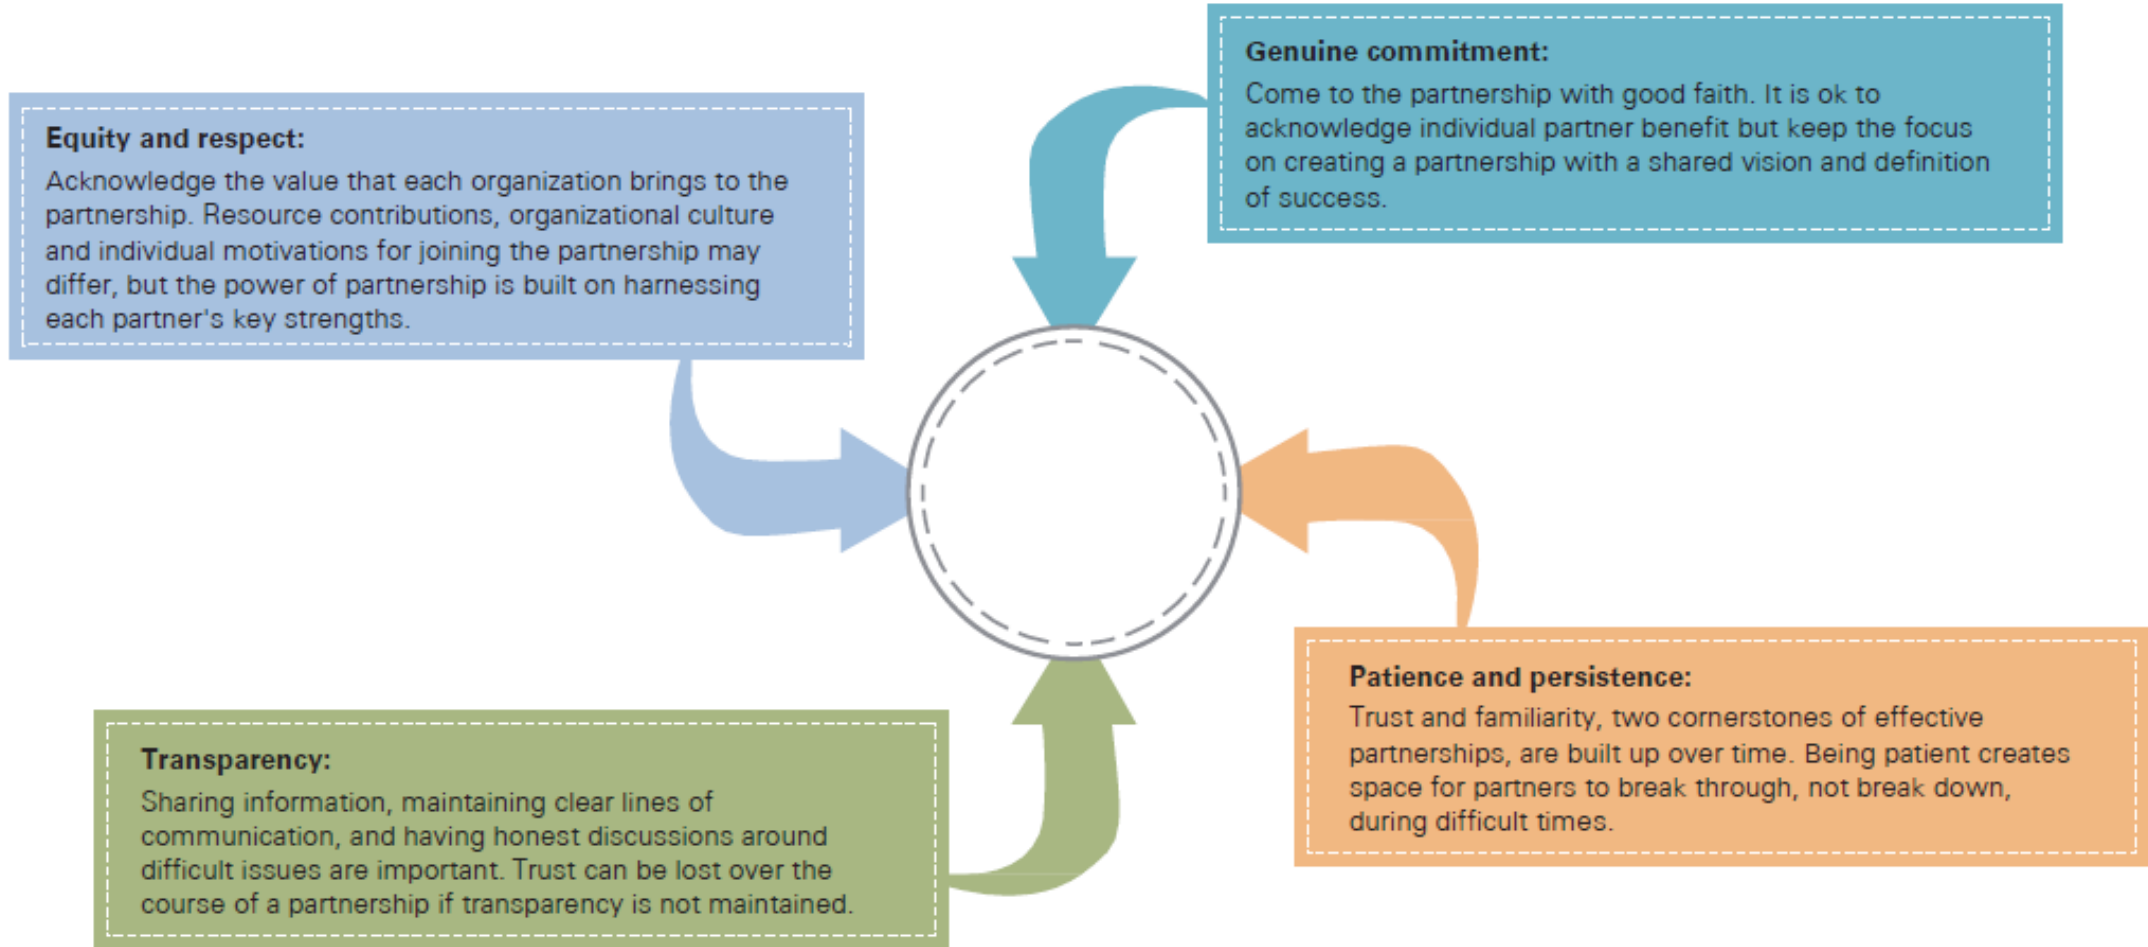 Equity and respect:
Acknowledge the value that each organization brings to the
partnership. Resource contributions, organizational culture
and individual motivations for joining the partnership may
differ, but the power of partnership is built on harnessing
each partner's key strengths.
Genuine commitment:
Come to the partnership with good faith. It is ok to
acknowledge individual partner benefit but keep the focus
on creating a partnership with a shared vision and definition
of success.
Transparency:
Sharing information, maintaining clear lines of
communication, and having honest discussions around
difficult issues are important. Trust can be lost over the
course of a partnership if transparency is not maintained.
Patience and persistence:
Trust and familiarity, two cornerstones of effective
partnerships, are built up over time. Being patient creates
space for partners to break through, not break down,
during difficult times.